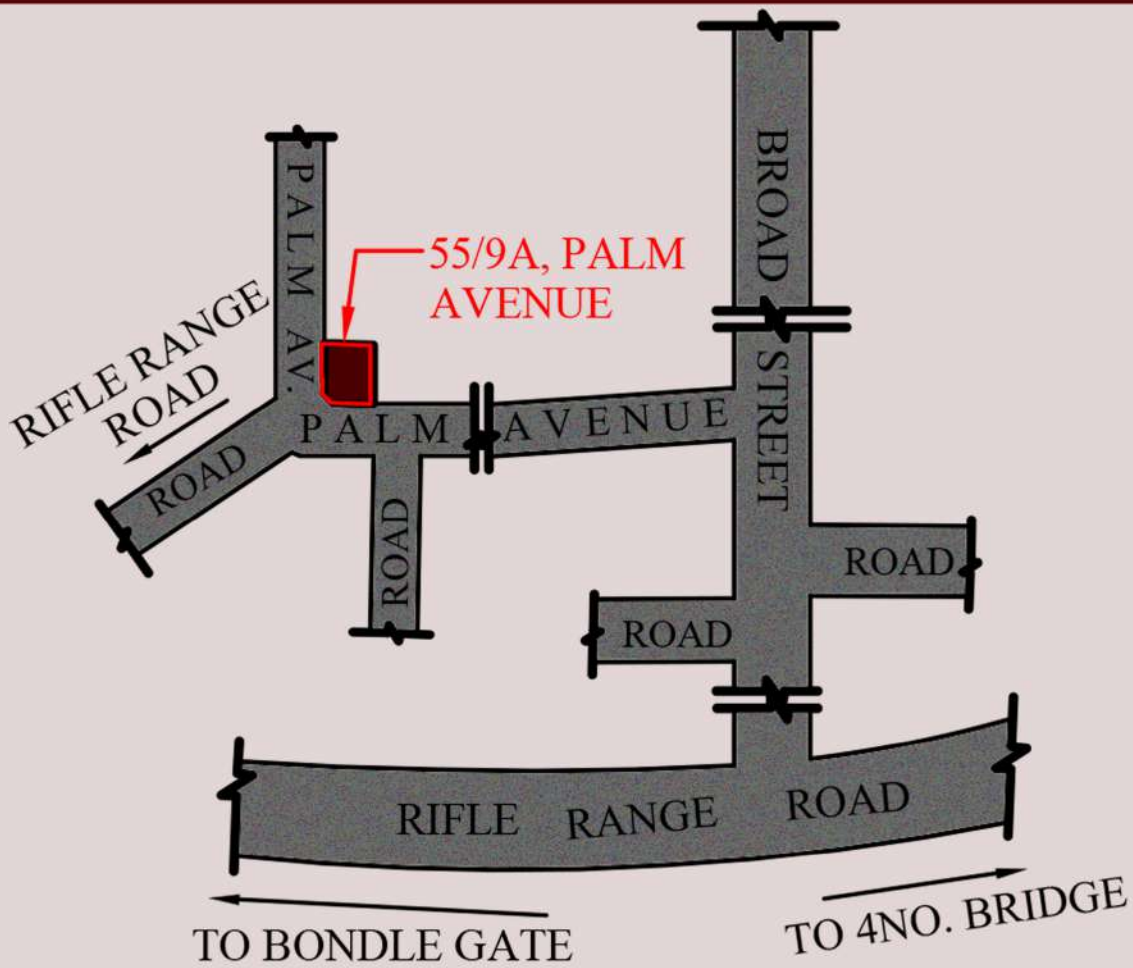 BROAD
STREET
PALM AV.
55/9A, PALM
AVENUE
RIFLE RANGE
ROAD
ROAD
PALM AVENUE
ROAD
ROAD
ROAD
RIFLE RANGE ROAD
TO BONDLE GATE
TO 4NO. BRIDGE